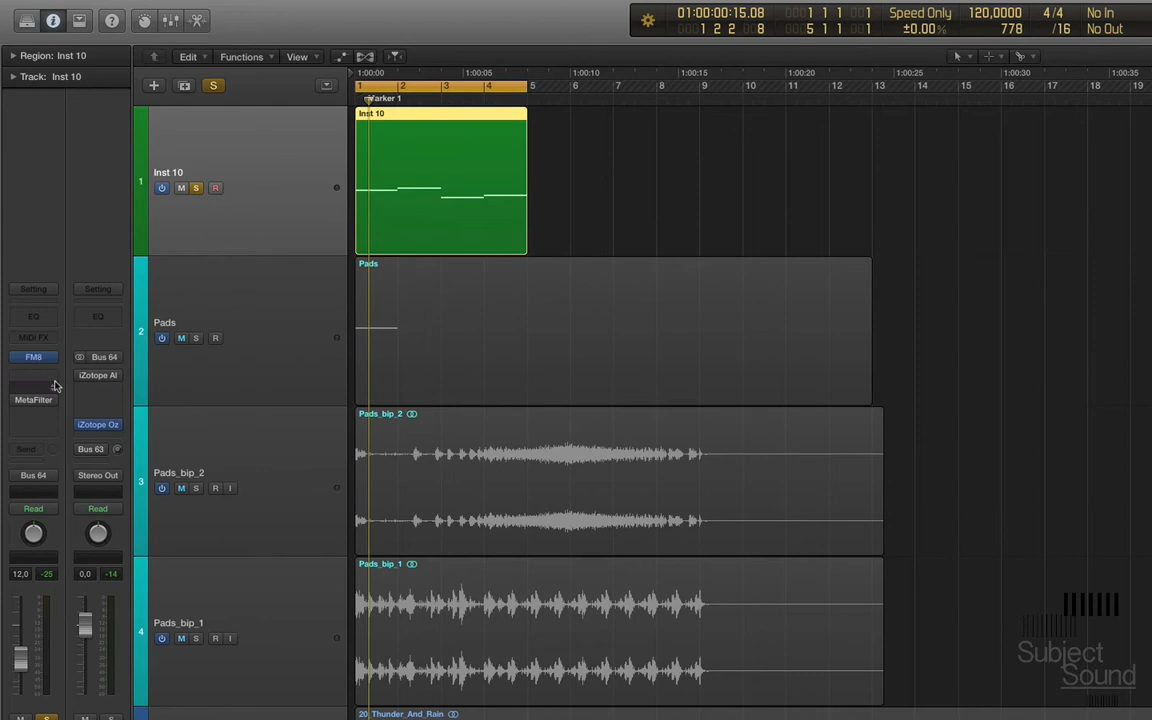 01:00:00:15.08 1 1 1 1 Speed Only 120,0000 4/4 No In
1 2 2 8 5 1 1 1 ±0.00% 778 /16 No Out
Region: Inst 10 Edit Functions View
Track: Inst 10
S 1:00:00 1:00:05 1:00:10 1:00:15 1:00:20 1:00:25 1:00:30 1:00:35
1 2 3 4 5 6 7 8 9 10 11 12 13 14 15 16 17 18 19
Marker 1
Inst 10
1 Inst 10
M S R
Pads
Setting Setting
EQ EQ
2 Pads
MIDI FX M S R
FM8 Bus 64
iZotope Al
MetaFilter
Pads_bip_2
iZotope Oz
Send Bus 63
Bus 64 Stereo Out
3 Pads_bip_2
M S R I
Read Read
Pads_bip_1
12,0 -25 0,0 -14
4 Pads_bip_1
M S R I
Subject
Sound
20 Thunder_And_Rain
M S M S